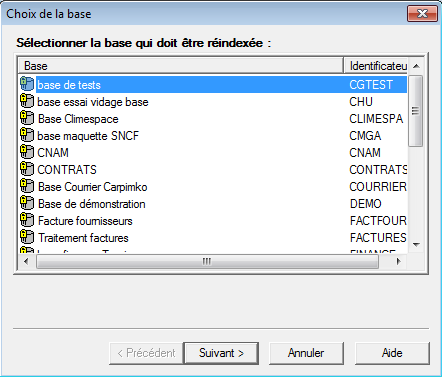 Choix de la base
Sélectionner la base qui doit être réindexée :
Base Identificateu
base de tests CGTEST
base essai vidage base CHU
Base Climespace CLIMESPA
base maquette SNCF CMGA
CNAM CNAM
CONTRATS CONTRATS
Base Courrier Carpimko COURRIER
Base de démonstration DEMO
Facture fournisseurs FACTFOUR
Traitement factures FACTURES
< Précédent Suivant > Annuler Aide